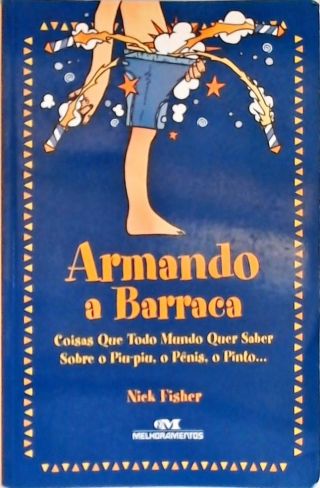 Armando
a Barraca
Coisas Que Todo Mundo Quer Saber
Sobre o Piu-piu, o Pênis, o Pinto...
Nick Fisher
MELHORAMENTOS